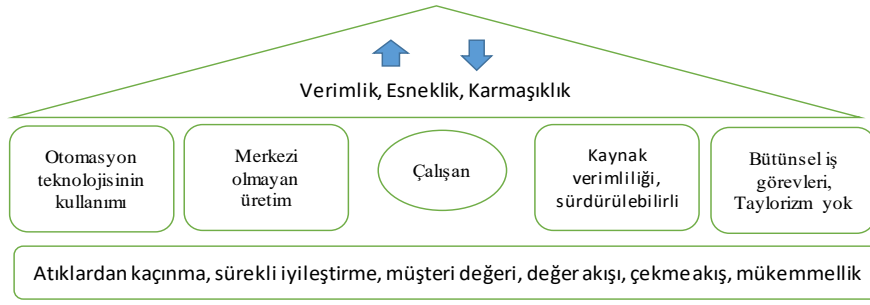 Verimlik, Esneklik, Karmaşıklık
Otomasyon
teknolojisinin
kullanımı
Merkezi
olmayan
üretim
Çalışan
Kaynak
verimliliği,
sürdürülebilirli
Bütünsel iş
görevleri,
Taylorizm yok
Atıklardan kaçınma, sürekli iyileştirme, müşteri değeri, değer akışı, çekme akış, mükemmellik